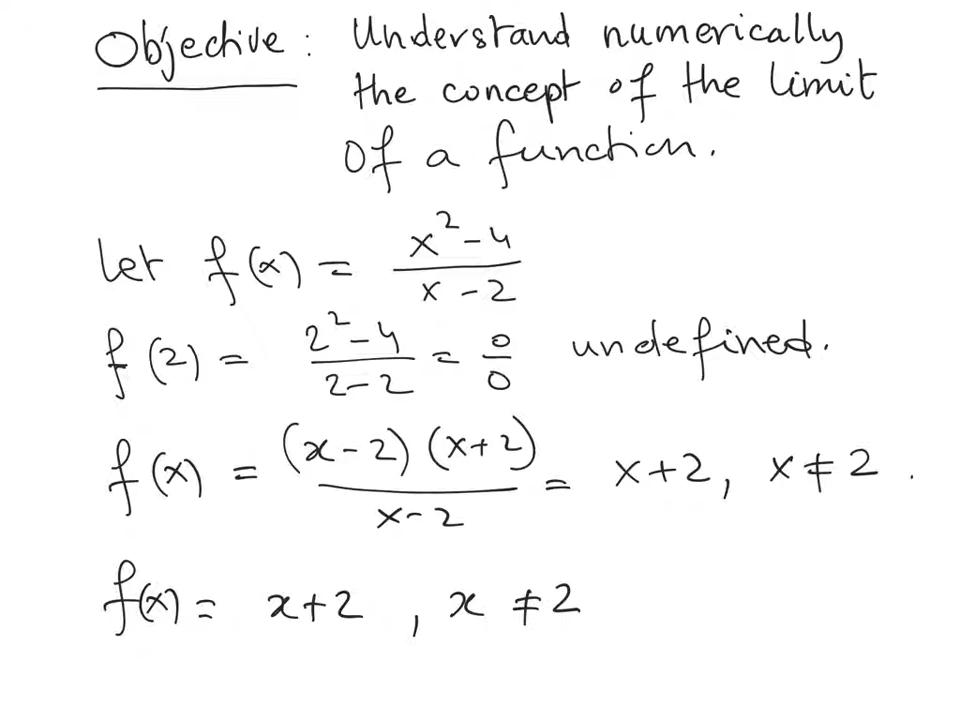 Objective : Understand numerically
the concept of the limit
of a function.
Let f(x) = (x² - 4)/(x - 2)
f(2) = (2² - 4)/(2 - 2) = 0/0 undefined.
f(x) = ((x - 2)(x + 2))/(x - 2) = x + 2, x ≠ 2 .
f(x) = x + 2 , x ≠ 2